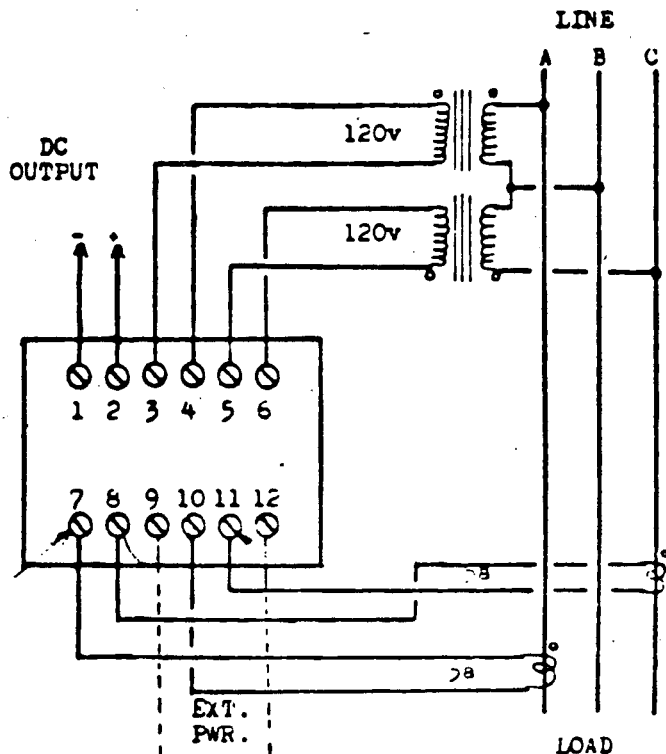 LINE
A B C
120v
DC
OUTPUT
120v
- +
1 2 3 4 5 6
7 8 9 10 11 12
EXT.
PWR.
LOAD